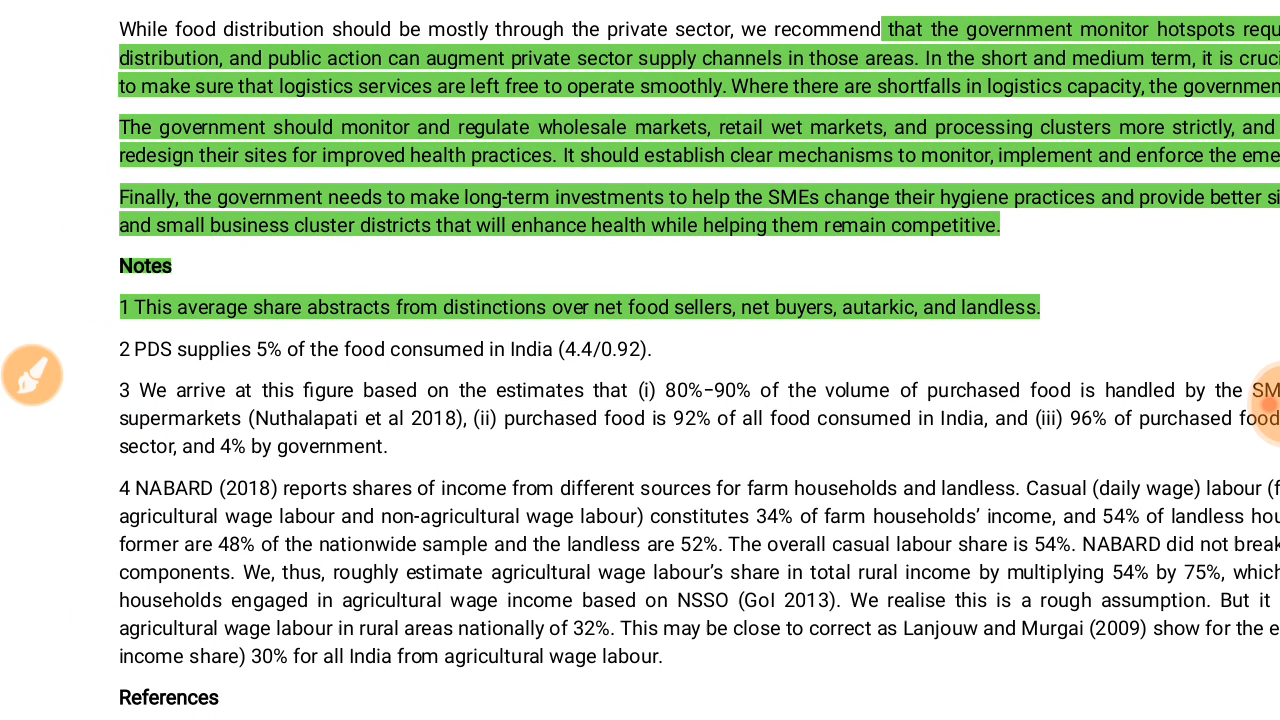 While food distribution should be mostly through the private sector, we recommend that the government monitor hotspots
distribution, and public action can augment private sector supply channels in those areas. In the short and medium term, it is
to make sure that logistics services are left free to operate smoothly. Where there are shortfalls in logistics capacity, the
The government should monitor and regulate wholesale markets, retail wet markets, and processing clusters more strictly, and
redesign their sites for improved health practices. It should establish clear mechanisms to monitor, implement and enforce the
Finally, the government needs to make long-term investments to help the SMEs change their hygiene practices and provide better
and small business cluster districts that will enhance health while helping them remain competitive.
Notes
1 This average share abstracts from distinctions over net food sellers, net buyers, autarkic, and landless.
2 PDS supplies 5% of the food consumed in India (4.4/0.92).
3 We arrive at this figure based on the estimates that (i) 80%–90% of the volume of purchased food is handled by the
supermarkets (Nuthalapati et al 2018), (ii) purchased food is 92% of all food consumed in India, and (iii) 96% of purchased food
sector, and 4% by government.
4 NABARD (2018) reports shares of income from different sources for farm households and landless. Casual (daily wage) labour
agricultural wage labour and non-agricultural wage labour) constitutes 34% of farm households’ income, and 54% of landless
former are 48% of the nationwide sample and the landless are 52%. The overall casual labour share is 54%. NABARD did not
components. We, thus, roughly estimate agricultural wage labour’s share in total rural income by multiplying 54% by 75%,
households engaged in agricultural wage income based on NSSO (GoI 2013). We realise this is a rough assumption. But it
agricultural wage labour in rural areas nationally of 32%. This may be close to correct as Lanjouw and Murgai (2009) show for the
income share) 30% for all India from agricultural wage labour.
References